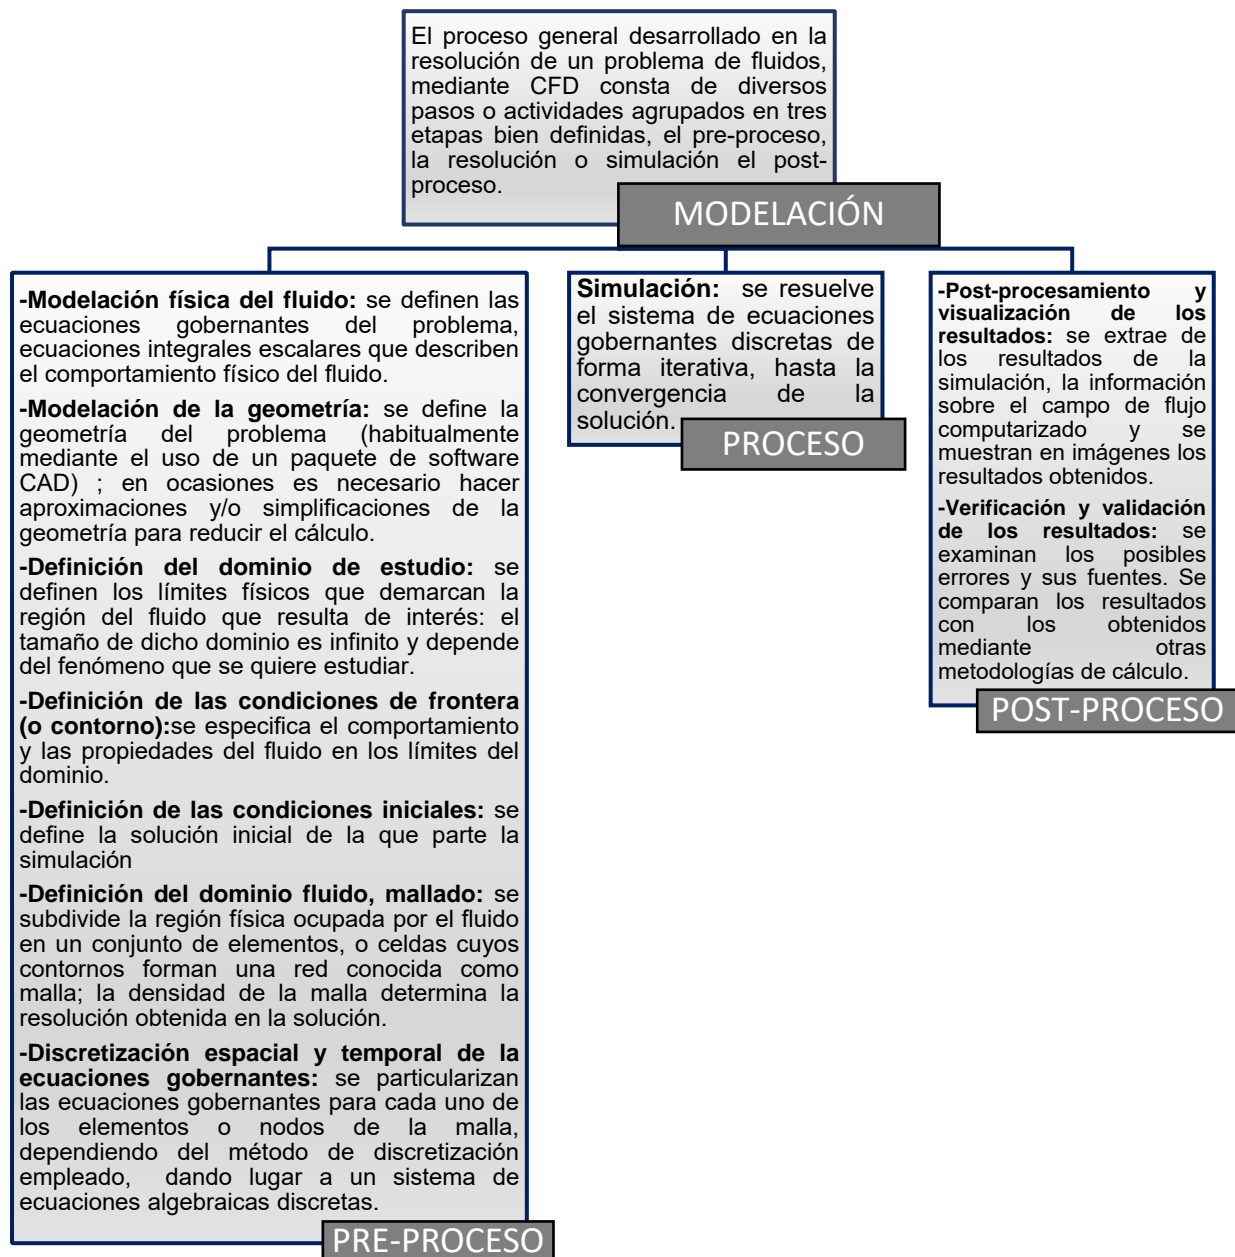 El proceso general desarrollado en la
resolución de un problema de fluidos,
mediante CFD consta de diversos
pasos o actividades agrupados en tres
etapas bien definidas, el pre-proceso,
la resolución o simulación el post-
proceso.
MODELACIÓN
-Modelación física del fluido: se definen las
ecuaciones gobernantes del problema,
ecuaciones integrales escalares que describen
el comportamiento físico del fluido.
-Modelación de la geometría: se define la
geometría del problema (habitualmente
mediante el uso de un paquete de software
CAD) ; en ocasiones es necesario hacer
aproximaciones y/o simplificaciones de la
geometría para reducir el cálculo.
-Definición del dominio de estudio: se
definen los límites físicos que demarcan la
región del fluido que resulta de interés: el
tamaño de dicho dominio es infinito y depende
del fenómeno que se quiere estudiar.
-Definición de las condiciones de frontera
(o contorno):se especifica el comportamiento
y las propiedades del fluido en los límites del
dominio.
-Definición de las condiciones iniciales: se
define la solución inicial de la que parte la
simulación
-Definición del dominio fluido, mallado: se
subdivide la región física ocupada por el fluido
en un conjunto de elementos, o celdas cuyos
contornos forman una red conocida como
malla; la densidad de la malla determina la
resolución obtenida en la solución.
-Discretización espacial y temporal de la
ecuaciones gobernantes: se particularizan
las ecuaciones gobernantes para cada uno de
los elementos o nodos de la malla,
dependiendo del método de discretización
empleado, dando lugar a un sistema de
ecuaciones algebraicas discretas.
PRE-PROCESO
Simulación: se resuelve
el sistema de ecuaciones
gobernantes discretas de
forma iterativa, hasta la
convergencia de la
solución.
PROCESO
-Post-procesamiento y
visualización de los
resultados: se extrae de
los resultados de la
simulación, la información
sobre el campo de flujo
computarizado y se
muestran en imágenes los
resultados obtenidos.
-Verificación y validación
de los resultados: se
examinan los posibles
errores y sus fuentes. Se
comparan los resultados
con los obtenidos
mediante otras
metodologías de cálculo.
POST-PROCESO